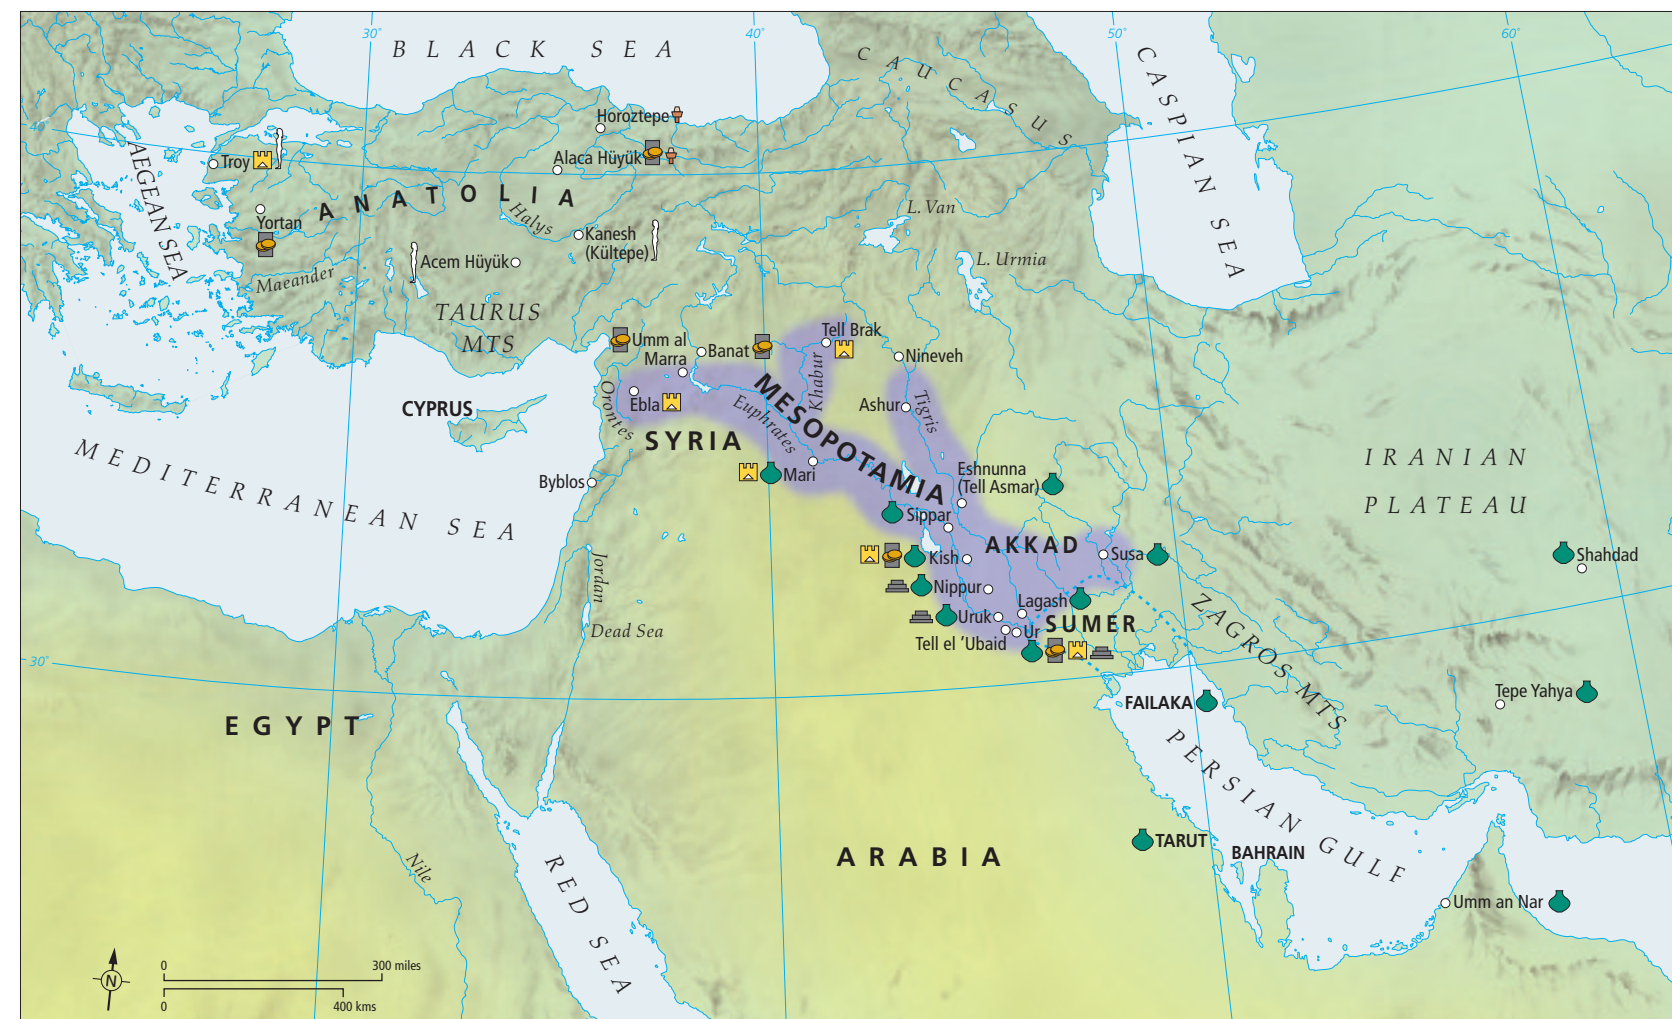 30°
40°
50°
60°
BLACK SEA
CAUCASUS
CASPIAN SEA
40°
AEGEAN SEA
Horoztepe
Alaca Hüyük
Troy
ANATOLIA
Halys
Yortan
Kanesh
(Kültepe)
Acem Hüyük
Maeander
L. Van
L. Urmia
TAURUS
MTS
Umm al
Marra
Banat
Tell Brak
Khabur
Nineveh
Ebla
Orontes
CYPRUS
SYRIA
Euphrates
MESOPOTAMIA
Ashur
Tigris
MEDITERRANEAN SEA
Byblos
Mari
Eshnunna
(Tell Asmar)
Sippar
IRANIAN
PLATEAU
AKKAD
Kish
Susa
Shahdad
Jordan
Nippur
Lagash
Uruk
SUMER
Ur
Tell el ’Ubaid
Dead Sea
ZAGROS MTS
30°
EGYPT
FAILAKA
Tepe Yahya
PERSIAN GULF
TARUT
BAHRAIN
ARABIA
Nile
RED SEA
Umm an Nar
N
0
300 miles
0
400 kms